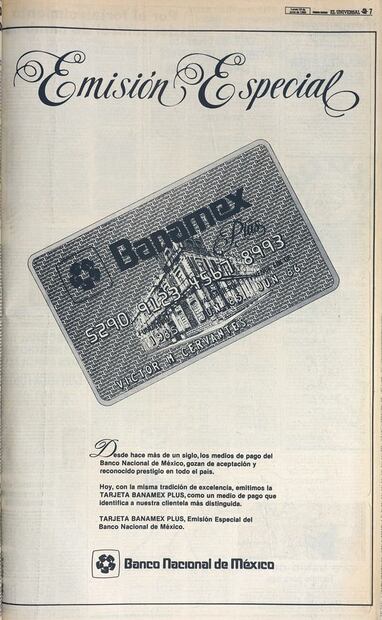 EL UNIVERSAL 7
Emisión Especial
Banamex
Plus
5290 9123 4567 8993
VICTOR M CERVANTES
Desde hace más de un siglo, los medios de pago del
Banco Nacional de México, gozan de aceptación y
reconocido prestigio en todo el país.
Hoy, con la misma tradición de excelencia, emitimos la
TARJETA BANAMEX PLUS, como un medio de pago que
identifica a nuestra clientela más distinguida.
TARJETA BANAMEX PLUS, Emisión Especial del
Banco Nacional de México.
Banco Nacional de México